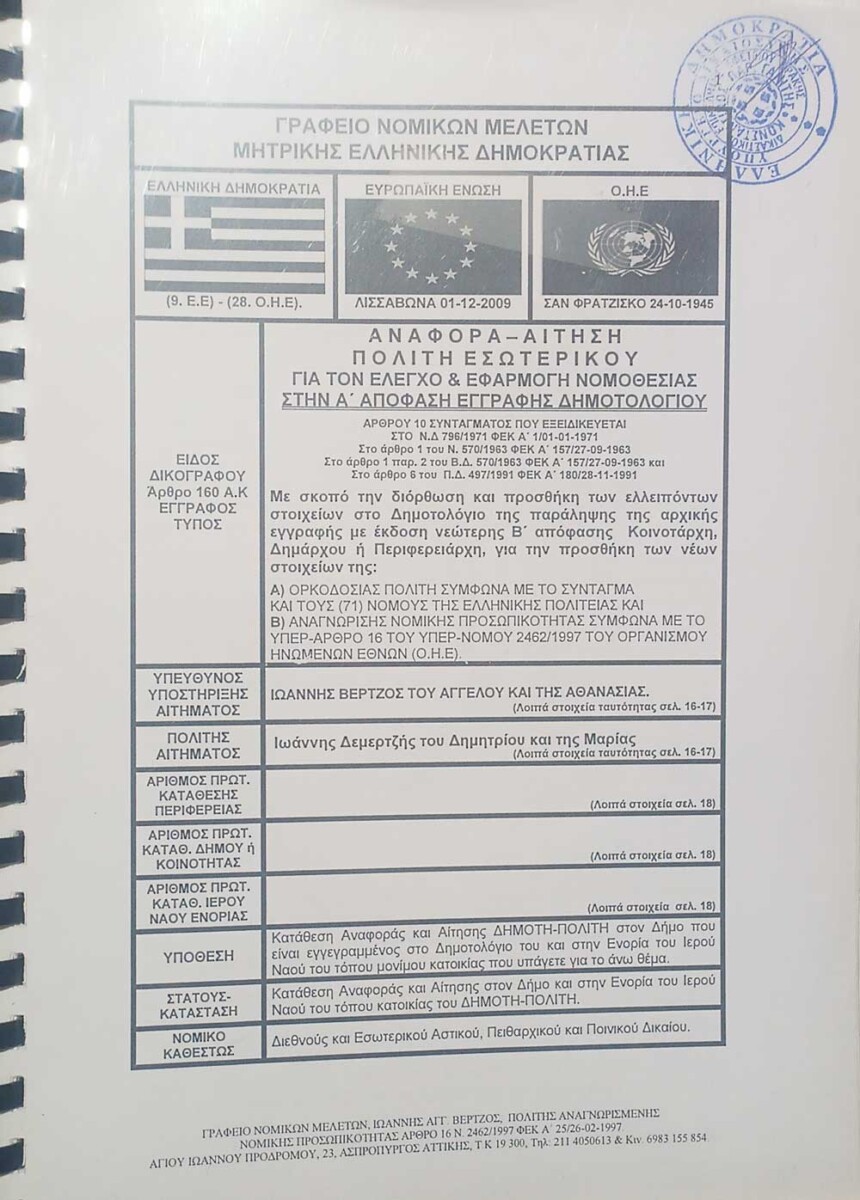 ΓΡΑΦΕΙΟ ΝΟΜΙΚΩΝ ΜΕΛΕΤΩΝ
ΜΗΤΡΙΚΗΣ ΕΛΛΗΝΙΚΗΣ ΔΗΜΟΚΡΑΤΙΑΣ
ΕΛΛΗΝΙΚΗ ΔΗΜΟΚΡΑΤΙΑ
(9. Ε.Ε) - (28. Ο.Η.Ε).
ΕΥΡΩΠΑΪΚΗ ΕΝΩΣΗ
ΛΙΣΣΑΒΩΝΑ 01-12-2009
Ο.Η.Ε
ΣΑΝ ΦΡΑΤΖΙΣΚΟ 24-10-1945
ΕΙΔΟΣ
ΔΙΚΟΓΡΑΦΟΥ
Άρθρο 160 Α.Κ
ΕΓΓΡΑΦΟΣ
ΤΥΠΟΣ
ΑΝΑΦΟΡΑ–ΑΙΤΗΣΗ
ΠΟΛΙΤΗ ΕΣΩΤΕΡΙΚΟΥ
ΓΙΑ ΤΟΝ ΕΛΕΓΧΟ & ΕΦΑΡΜΟΓΗ ΝΟΜΟΘΕΣΙΑΣ
ΣΤΗΝ Α΄ ΑΠΟΦΑΣΗ ΕΓΓΡΑΦΗΣ ΔΗΜΟΤΟΛΟΓΙΟΥ
ΑΡΘΡΟΥ 10 ΣΥΝΤΑΓΜΑΤΟΣ ΠΟΥ ΕΞΕΙΔΙΚΕΥΕΤΑΙ
ΣΤΟ Ν.Δ 796/1971 ΦΕΚ Α΄ 1/01-01-1971
Στο άρθρο 1 του Ν. 570/1963 ΦΕΚ Α΄ 157/27-09-1963
Στο άρθρο 1 παρ. 2 του Β.Δ. 570/1963 ΦΕΚ Α΄ 157/27-09-1963 και
Στο άρθρο 6 του Π.Δ. 497/1991 ΦΕΚ Α΄ 180/28-11-1991
Με σκοπό την διόρθωση και προσθήκη των ελλειπόντων
στοιχείων στο Δημοτολόγιο της παράληψης της αρχικής
εγγραφής με έκδοση νεώτερης Β΄ απόφασης Κοινοτάρχη,
Δημάρχου ή Περιφερειάρχη, για την προσθήκη των νέων
στοιχείων της:
Α) ΟΡΚΟΔΟΣΙΑΣ ΠΟΛΙΤΗ ΣΥΜΦΩΝΑ ΜΕ ΤΟ ΣΥΝΤΑΓΜΑ
ΚΑΙ ΤΟΥΣ (71) ΝΟΜΟΥΣ ΤΗΣ ΕΛΛΗΝΙΚΗΣ ΠΟΛΙΤΕΙΑΣ ΚΑΙ
Β) ΑΝΑΓΝΩΡΙΣΗΣ ΝΟΜΙΚΗΣ ΠΡΟΣΩΠΙΚΟΤΗΤΑΣ ΣΥΜΦΩΝΑ ΜΕ ΤΟ
ΥΠΕΡ-ΑΡΘΡΟ 16 ΤΟΥ ΥΠΕΡ-ΝΟΜΟΥ 2462/1997 ΤΟΥ ΟΡΓΑΝΙΣΜΟΥ
ΗΝΩΜΕΝΩΝ ΕΘΝΩΝ (Ο.Η.Ε).
ΥΠΕΥΘΥΝΟΣ
ΥΠΟΣΤΗΡΙΞΗΣ
ΑΙΤΗΜΑΤΟΣ
ΙΩΑΝΝΗΣ ΒΕΡΤΖΟΣ ΤΟΥ ΑΓΓΕΛΟΥ ΚΑΙ ΤΗΣ ΑΘΑΝΑΣΙΑΣ.
(Λοιπά στοιχεία ταυτότητας σελ. 16-17)
ΠΟΛΙΤΗΣ
ΑΙΤΗΜΑΤΟΣ
Ιωάννης Δεμερτζής του Δημητρίου και της Μαρίας
(Λοιπά στοιχεία ταυτότητας σελ. 16-17)
ΑΡΙΘΜΟΣ ΠΡΩΤ.
ΚΑΤΑΘΕΣΗΣ
ΠΕΡΙΦΕΡΕΙΑΣ
(Λοιπά στοιχεία σελ. 18)
ΑΡΙΘΜΟΣ ΠΡΩΤ.
ΚΑΤΑΘ. ΔΗΜΟΥ ή
ΚΟΙΝΟΤΗΤΑΣ
(Λοιπά στοιχεία σελ. 18)
ΑΡΙΘΜΟΣ ΠΡΩΤ.
ΚΑΤΑΘ. ΙΕΡΟΥ
ΝΑΟΥ ΕΝΟΡΙΑΣ
(Λοιπά στοιχεία σελ. 18)
ΥΠΟΘΕΣΗ
Κατάθεση Αναφοράς και Αίτησης ΔΗΜΟΤΗ-ΠΟΛΙΤΗ στον Δήμο που
είναι εγγεγραμμένος στο Δημοτολόγιο του και στην Ενορία του Ιερού
Ναού του τόπου μονίμου κατοικίας που υπάγετε για το άνω θέμα.
ΣΤΑΤΟΥΣ-
ΚΑΤΑΣΤΑΣΗ
Κατάθεση Αναφοράς και Αίτησης στον Δήμο και στην Ενορία του Ιερού
Ναού του τόπου κατοικίας του ΔΗΜΟΤΗ-ΠΟΛΙΤΗ.
ΝΟΜΙΚΟ
ΚΑΘΕΣΤΩΣ
Διεθνούς και Εσωτερικού Αστικού, Πειθαρχικού και Ποινικού Δικαίου.
ΓΡΑΦΕΙΟ ΝΟΜΙΚΩΝ ΜΕΛΕΤΩΝ, ΙΩΑΝΝΗΣ ΑΓΓ. ΒΕΡΤΖΟΣ, ΠΟΛΙΤΗΣ ΑΝΑΓΝΩΡΙΣΜΕΝΗΣ
ΝΟΜΙΚΗΣ ΠΡΟΣΩΠΙΚΟΤΗΤΑΣ ΑΡΘΡΟ 16 Ν. 2462/1997 ΦΕΚ Α΄ 25/26-02-1997
ΑΓΙΟΥ ΙΩΑΝΝΟΥ ΠΡΟΔΡΟΜΟΥ, 23, ΑΣΠΡΟΠΥΡΓΟΣ ΑΤΤΙΚΗΣ, Τ.Κ 19 300, Τηλ: 211 4050613 & Κιν. 6983 155 854.
ΕΛΛΗΝΙΚΗ ΔΗΜΟΚΡΑΤΙΑ